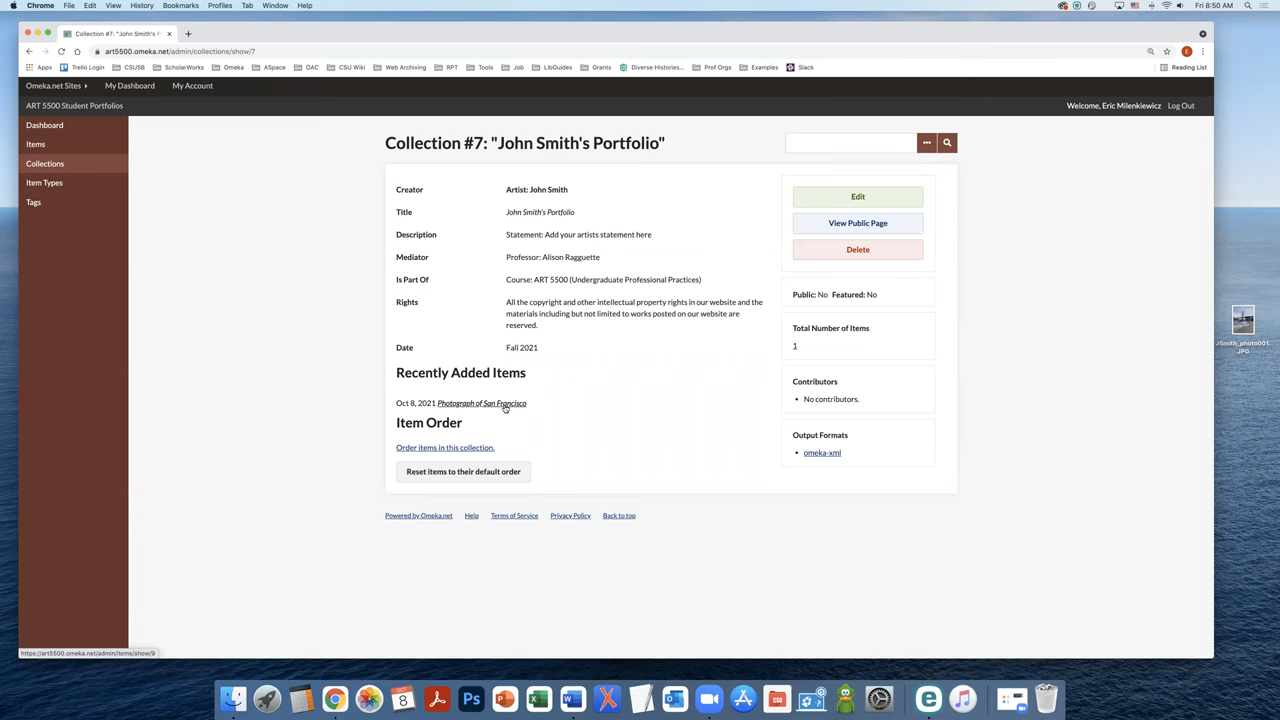 Chrome File Edit View History Bookmarks Profiles Tab Window Help Fri 8:50 AM
Collection #7: "John Smith's P
art5500.omeka.net/admin/collections/show/7
Apps Trello Login CSUSB ScholarWorks Omeka ASpace OAC CSU Wiki Web Archiving RPT Tools Job LibGuides Grants Diverse Histories... Prof Orgs Examples Slack Reading List
Omeka.net Sites My Dashboard My Account
ART 5500 Student Portfolios Welcome, Eric Milenkiewicz Log Out
Dashboard
Items
Collections
Item Types
Tags
Collection #7: "John Smith's Portfolio"
Creator Artist: John Smith
Title John Smith's Portfolio
Description Statement: Add your artists statement here
Mediator Professor: Alison Ragguette
Is Part Of Course: ART 5500 (Undergraduate Professional Practices)
Rights All the copyright and other intellectual property rights in our website and the
materials including but not limited to works posted on our website are
reserved.
Date Fall 2021
Recently Added Items
Oct 8, 2021 Photograph of San Francisco
Item Order
Order items in this collection.
Reset items to their default order
Edit
View Public Page
Delete
Public: No Featured: No
Total Number of Items
1
Contributors
No contributors.
Output Formats
omeka-xml
Powered by Omeka.net Help Terms of Service Privacy Policy Back to top
JSmith_photo001.
JPG
https://art5500.omeka.net/admin/items/show/9